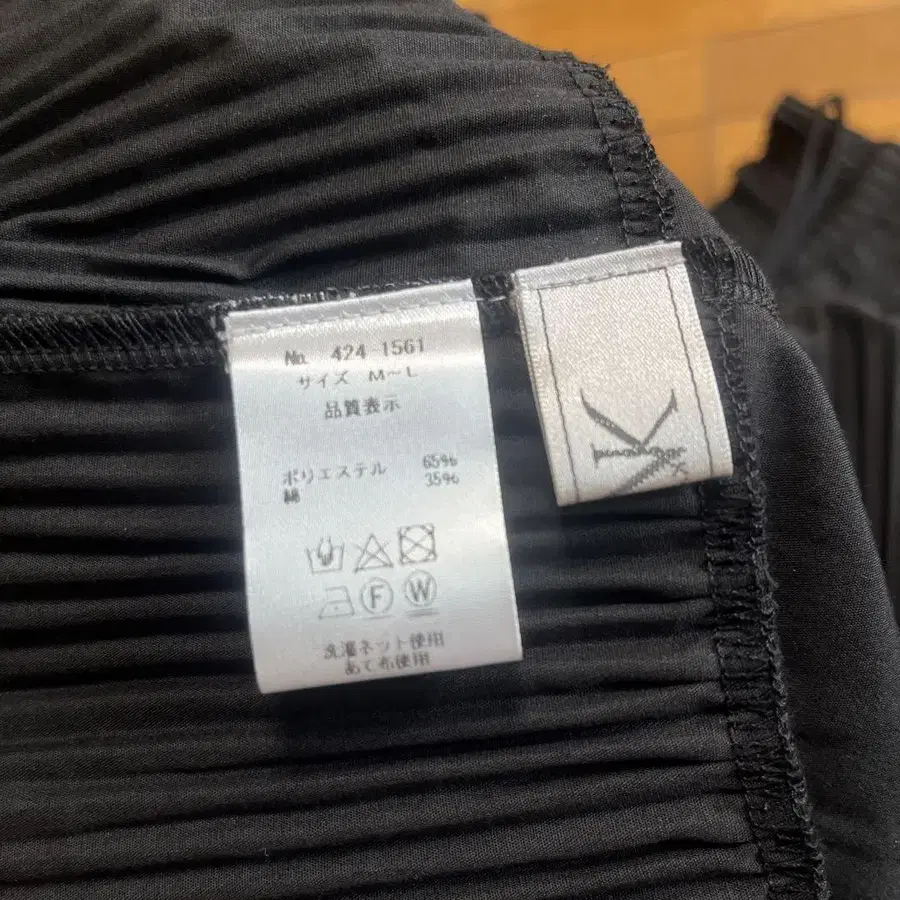 No. 424-1561
サイズ M～L
品質表示
ポリエステル 65%
綿 35%
F W
洗濯ネット使用
あて布使用
K